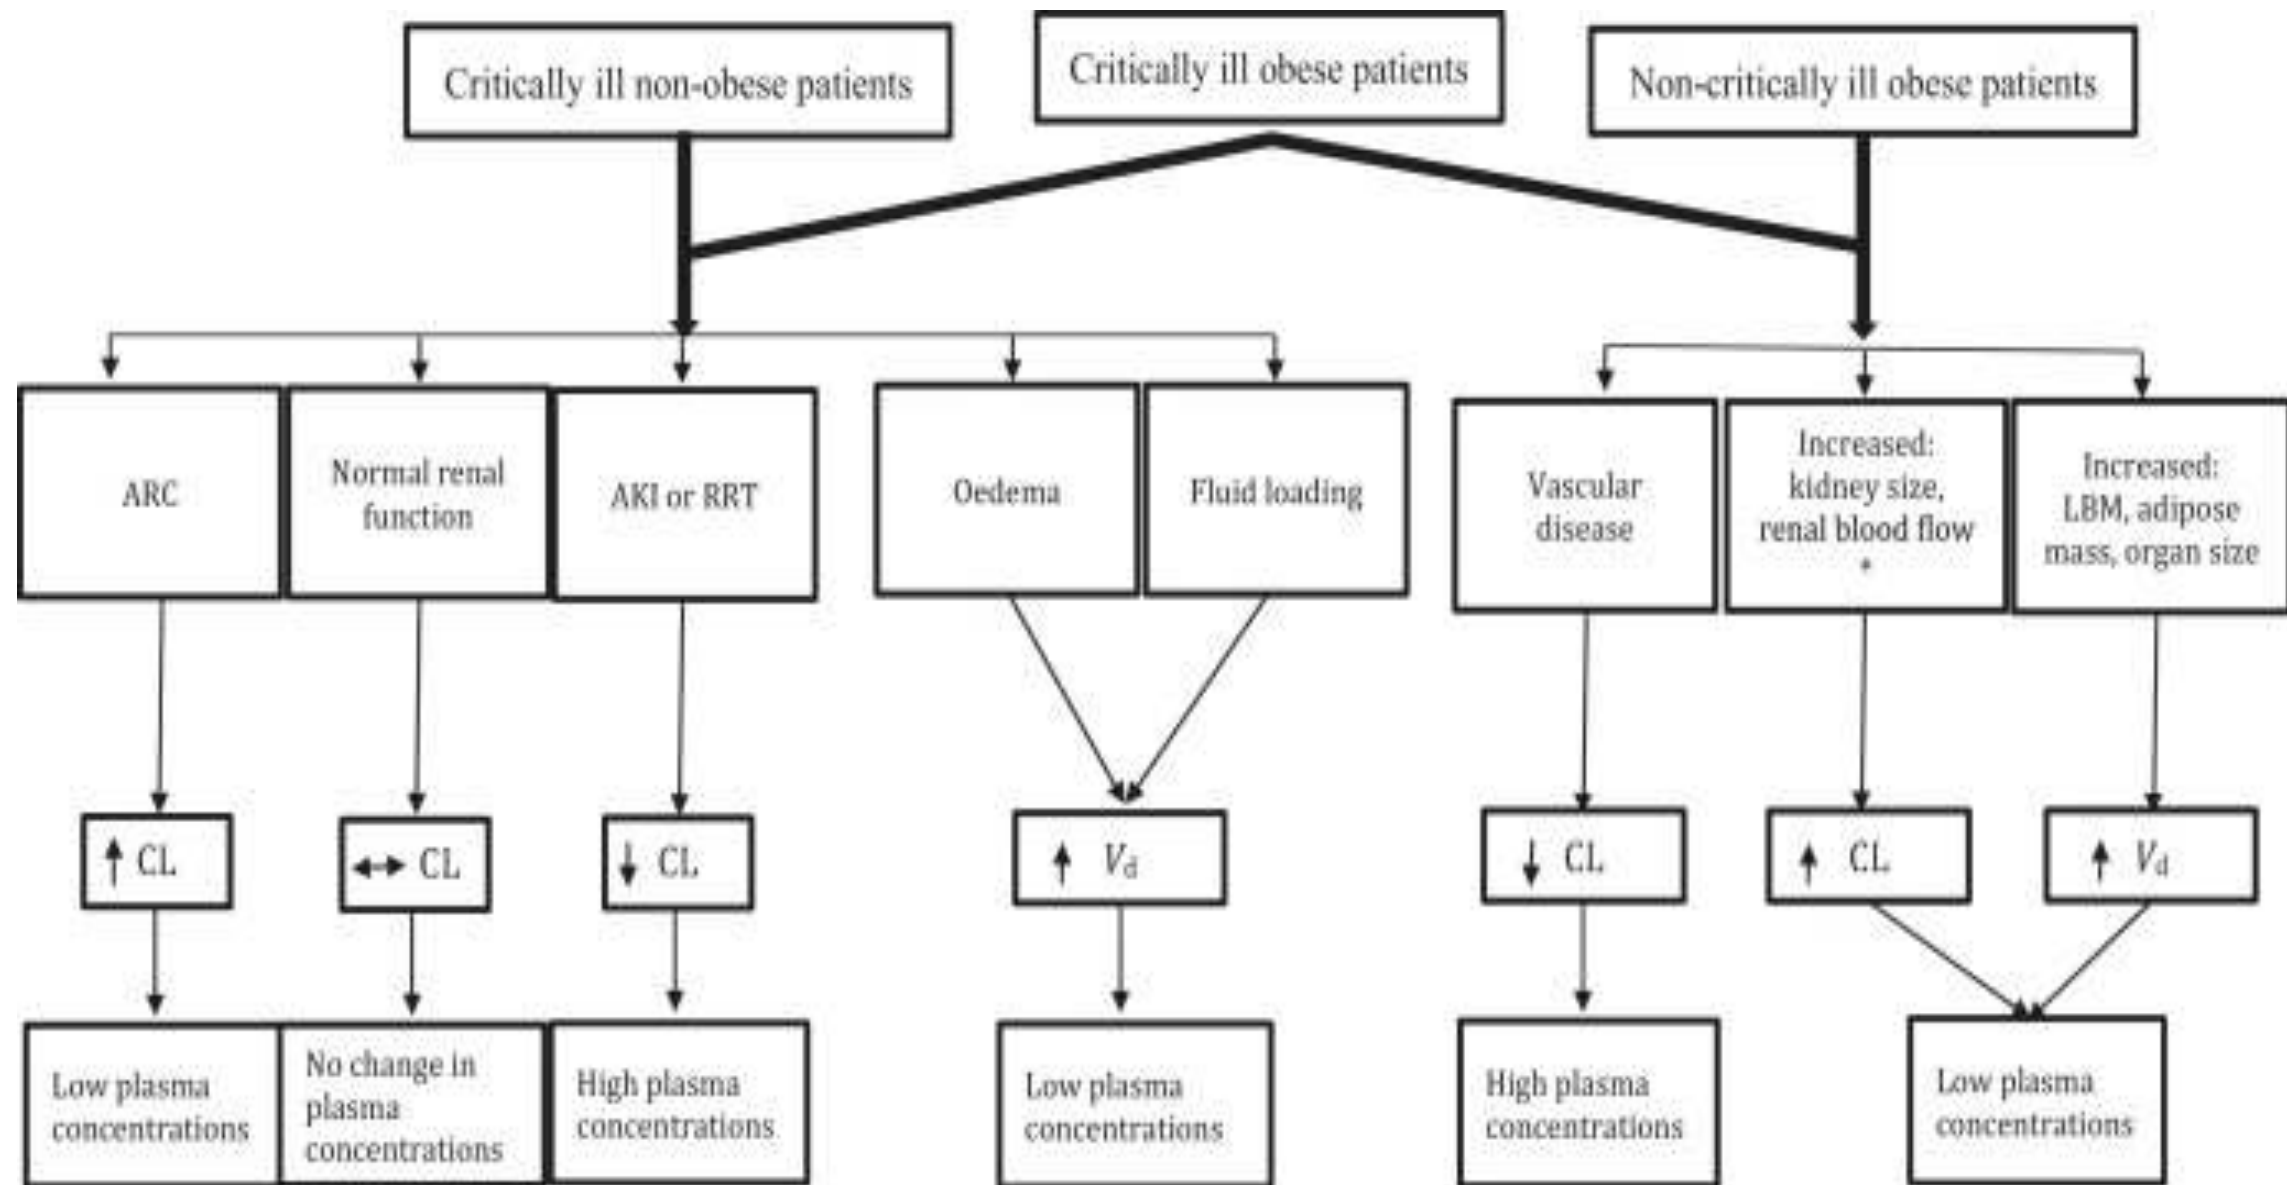 Critically ill non-obese patients
Critically ill obese patients
Non-critically ill obese patients
ARC
Normal renal
function
AKI or RRT
Oedema
Fluid loading
Vascular
disease
Increased:
kidney size,
renal blood flow
*
Increased:
LBM, adipose
mass, organ size
↑ CL
↔ CL
↓ CL
↑ Vd
↓ CL
↑ CL
↑ Vd
Low plasma
concentrations
No change in
plasma
concentrations
High plasma
concentrations
Low plasma
concentrations
High plasma
concentrations
Low plasma
concentrations